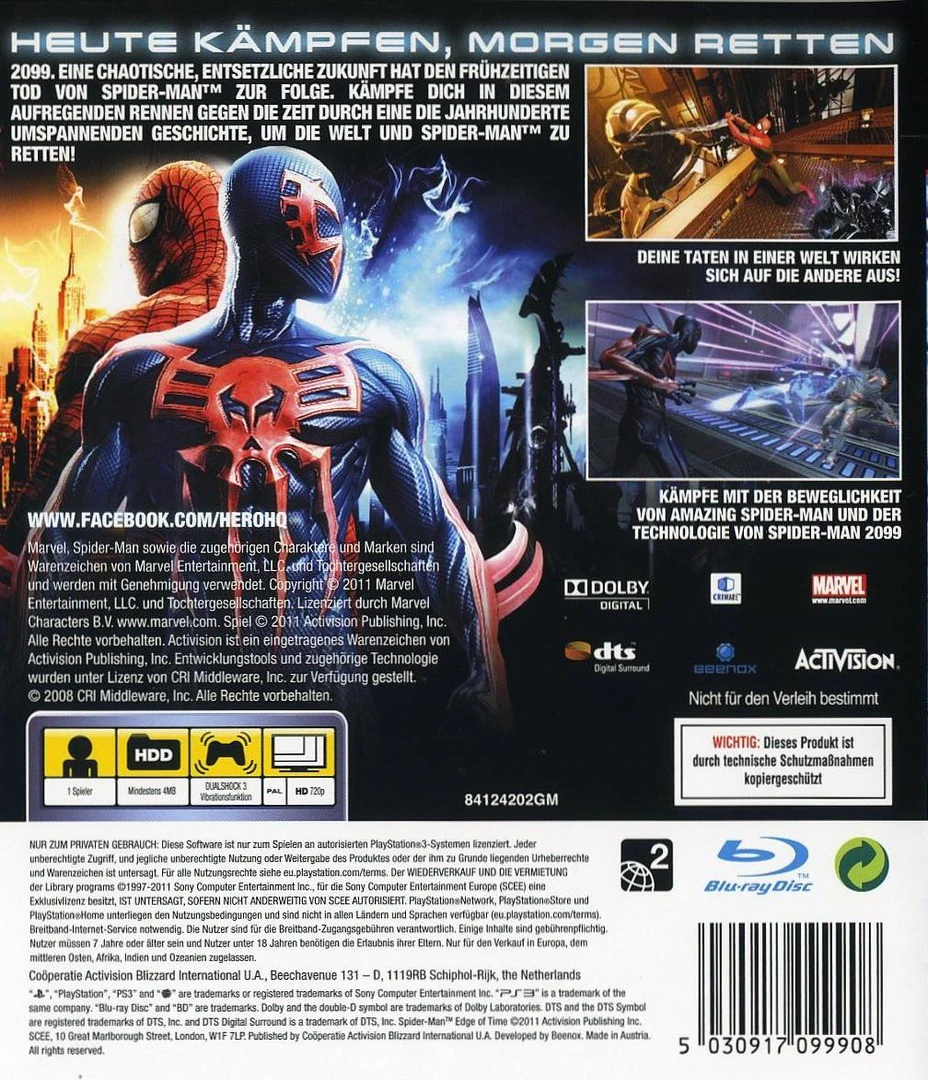 HEUTE KÄMPFEN, MORGEN RETTEN
2099. EINE CHAOTISCHE, ENTSETZLICHE ZUKUNFT HAT DEN FRÜHZEITIGEN
TOD VON SPIDER-MAN™ ZUR FOLGE. KÄMPFE DICH IN DIESEM
AUFREGENDEN RENNEN GEGEN DIE ZEIT DURCH EINE DIE JAHRHUNDERTE
UMSPANNENDEN GESCHICHTE, UM DIE WELT UND SPIDER-MAN™ ZU
RETTEN!
DEINE TATEN IN EINER WELT WIRKEN
SICH AUF DIE ANDERE AUS!
KÄMPFE MIT DER BEWEGLICHKEIT
VON AMAZING SPIDER-MAN UND DER
TECHNOLOGIE VON SPIDER-MAN 2099
WWW.FACEBOOK.COM/HEROHQ
Marvel, Spider-Man sowie die zugehörigen Charaktere und Marken sind
Warenzeichen von Marvel Entertainment, LLC. und Tochtergesellschaften
und werden mit Genehmigung verwendet. Copyright © 2011 Marvel
Entertainment, LLC. und Tochtergesellschaften. Lizenziert durch Marvel
Characters B.V. www.marvel.com. Spiel © 2011 Activision Publishing, Inc.
Alle Rechte vorbehalten. Activision ist ein eingetragenes Warenzeichen von
Activision Publishing, Inc. Entwicklungstools und zugehörige Technologie
wurden unter Lizenz von CRI Middleware, Inc. zur Verfügung gestellt.
© 2008 CRI Middleware, Inc. Alle Rechte vorbehalten.
DOLBY
DIGITAL
CRIWARE™
MARVEL
www.marvel.com
dts
Digital Surround
BEENOX
ACTIVISION®
Nicht für den Verleih bestimmt
WICHTIG: Dieses Produkt ist
durch technische Schutzmaßnahmen
kopiergeschützt
HDD
1 Spieler
Mindestens 4MB
DUALSHOCK 3
Vibrationsfunktion
PAL
HD 720p
84124202GM
NUR ZUM PRIVATEN GEBRAUCH: Diese Software ist nur zum Spielen an autorisierten PlayStation®3-Systemen lizenziert. Jeder
unberechtigte Zugriff, und jegliche unberechtigte Nutzung oder Weitergabe des Produktes oder der ihm zu Grunde liegenden Urheberrechte
und Warenzeichen ist untersagt. Für alle Nutzungsrechte siehe eu.playstation.com/terms. Der WIEDERVERKAUF UND DIE VERMIETUNG
der Library programs ©1997-2011 Sony Computer Entertainment Inc., für die Sony Computer Entertainment Europe (SCEE) eine
Exklusivlizenz besitzt, IST UNTERSAGT, SOFERN NICHT ANDERWEITIG VON SCEE AUTORISIERT. PlayStation®Network, PlayStation®Store und
PlayStation®Home unterliegen den Nutzungsbedingungen und sind nicht in allen Ländern und Sprachen verfügbar (eu.playstation.com/terms).
Breitband-Internet-Service notwendig. Die Nutzer sind für die Breitband-Zugangsgebühren verantwortlich. Einige Inhalte sind gebührenpflichtig.
Nutzer müssen 7 Jahre oder älter sein und Nutzer unter 18 Jahren benötigen die Erlaubnis ihrer Eltern. Nur für den Verkauf in Europa, dem
mittleren Osten, Afrika, Indien und Ozeanien zugelassen.
Coöperatie Activision Blizzard International U.A., Beechavenue 131 – D, 1119RB Schiphol-Rijk, the Netherlands
"", "PlayStation", "PS3" and "" are trademarks or registered trademarks of Sony Computer Entertainment Inc. "PS3" is a trademark of the
same company. "Blu-ray Disc" and "BD" are trademarks. Dolby and the double-D symbol are trademarks of Dolby Laboratories. DTS and the DTS Symbol
are registered trademarks of DTS, Inc. and DTS Digital Surround is a trademark of DTS, Inc. Spider-Man™ Edge of Time ©2011 Activision Publishing Inc.
SCEE, 10 Great Marlborough Street, London, W1F 7LP. Published by Coöperatie Activision Blizzard International U.A. Developed by Beenox. Made in Austria.
All rights reserved.
2
Blu-ray Disc™
5 030917 099908